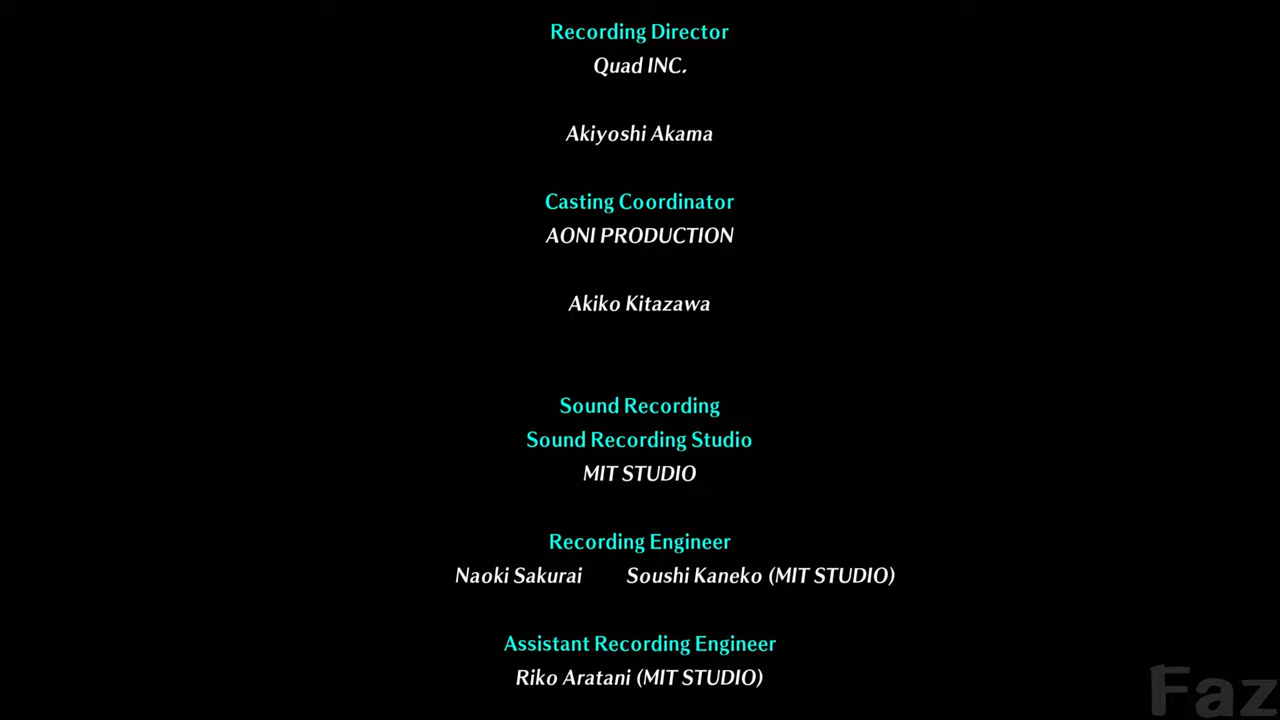 Recording Director
Quad INC.
Akiyoshi Akama
Casting Coordinator
AONI PRODUCTION
Akiko Kitazawa
Sound Recording
Sound Recording Studio
MIT STUDIO
Recording Engineer
Naoki Sakurai Soushi Kaneko (MIT STUDIO)
Assistant Recording Engineer
Riko Aratani (MIT STUDIO)
Faz